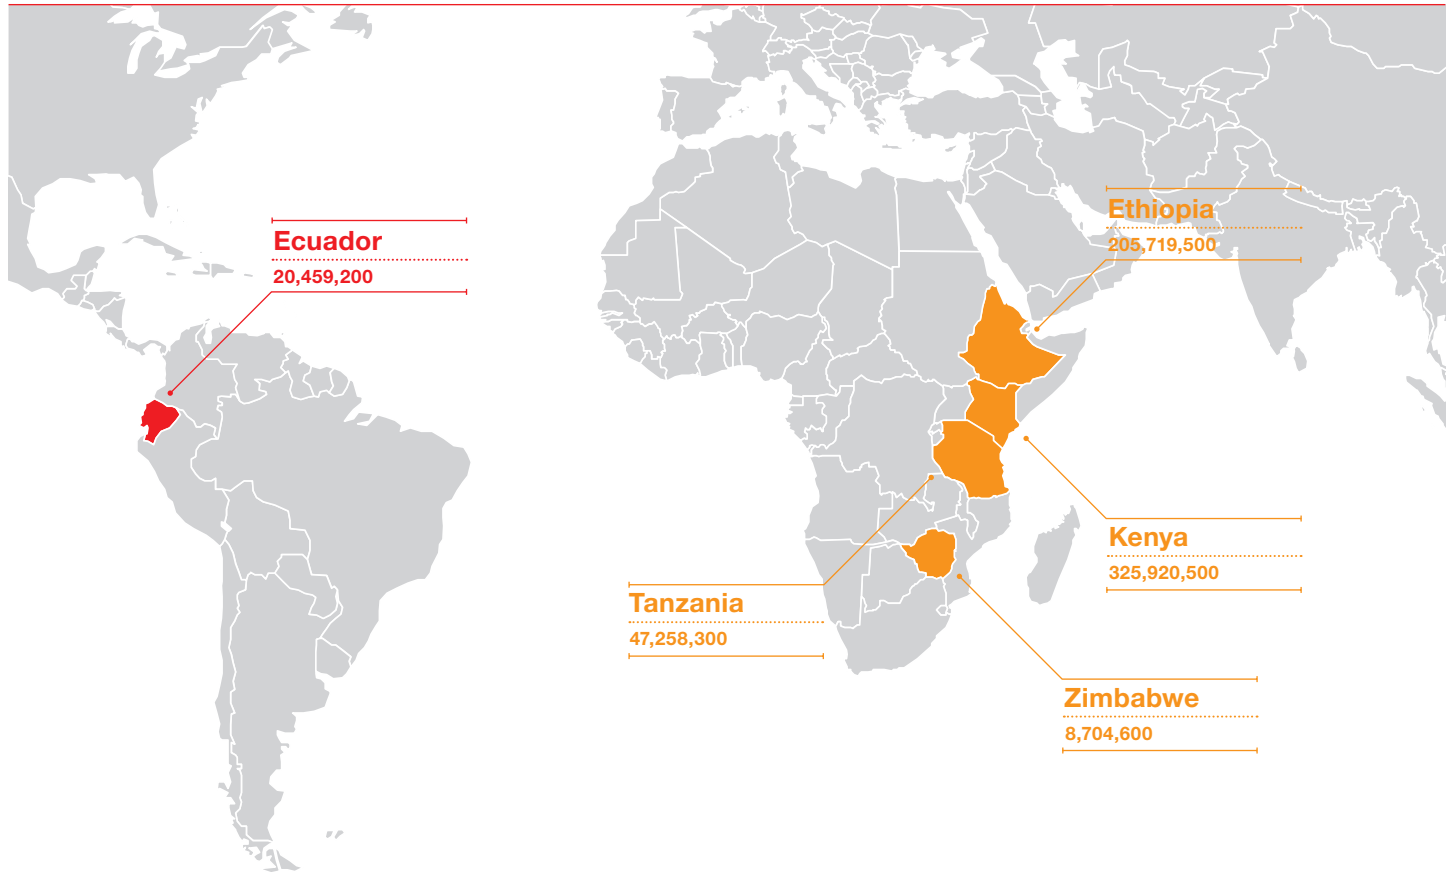 Ethiopia
205,719,500
Ecuador
20,459,200
Kenya
325,920,500
Tanzania
47,258,300
Zimbabwe
8,704,600